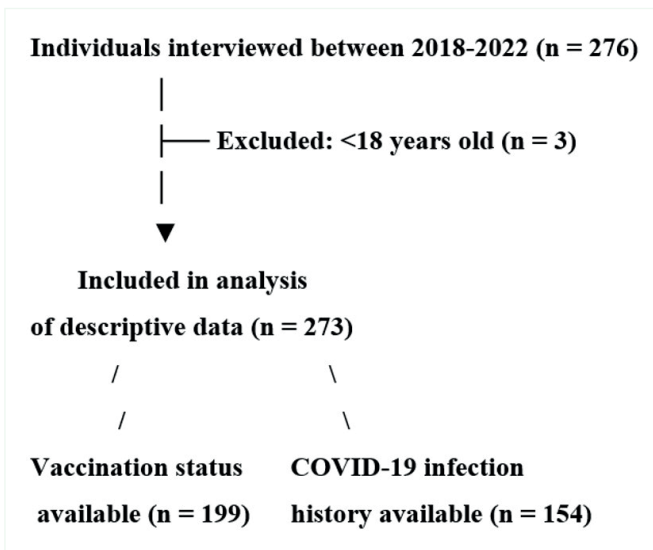 Individuals interviewed between 2018-2022 (n = 276)
Excluded: <18 years old (n = 3)
Included in analysis
of descriptive data (n = 273)
Vaccination status
available (n = 199)
COVID-19 infection
history available (n = 154)